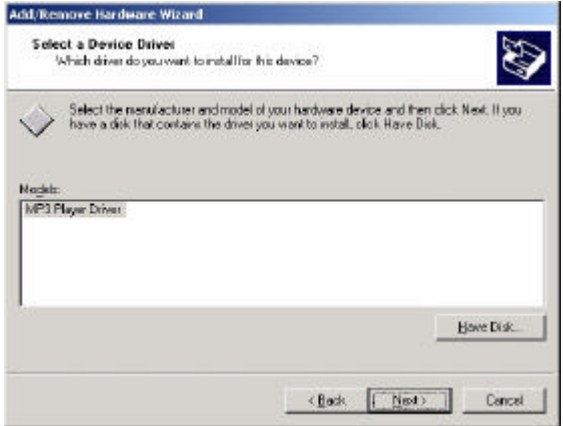 Add/Remove Hardware Wizard
Select a Device Driver
Which driver do you want to install for this device?
Select the manufacturer and model of your hardware device and then click Next. If you
have a disk that contains the driver you want to install, click Have Disk.
Models:
MP3 Player Driver
Have Disk...
< Back
Next >
Cancel